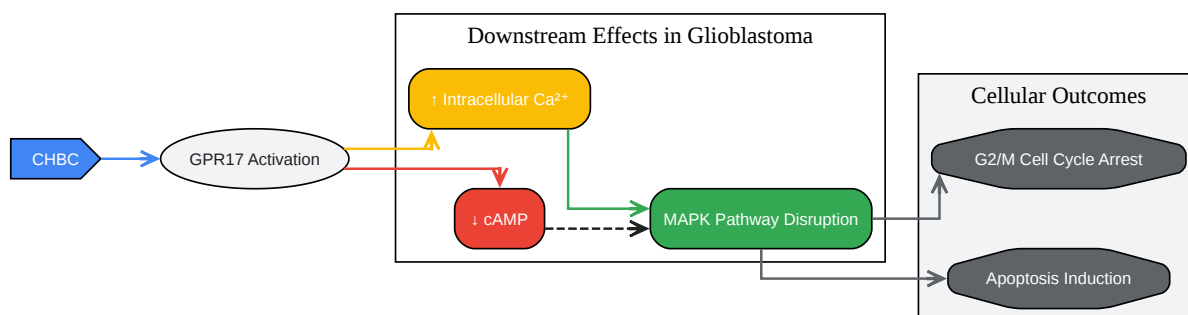 Downstream Effects in Glioblastoma
Cellular Outcomes
↑ Intracellular Ca²⁺
CHBC
GPR17 Activation
G2/M Cell Cycle Arrest
↓ cAMP
MAPK Pathway Disruption
Apoptosis Induction